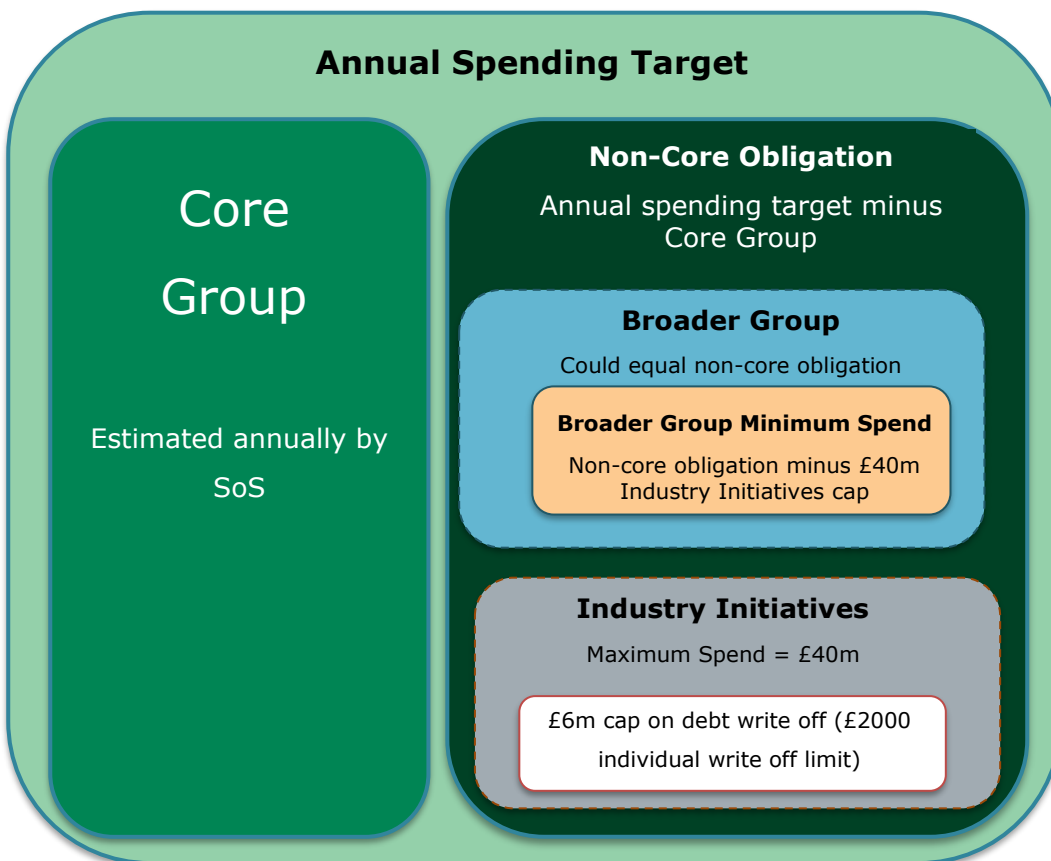 Annual Spending Target
Core
Group
Estimated annually by
SoS
Non-Core Obligation
Annual spending target minus
Core Group
Broader Group
Could equal non-core obligation
Broader Group Minimum Spend
Non-core obligation minus £40m
Industry Initiatives cap
Industry Initiatives
Maximum Spend = £40m
£6m cap on debt write off (£2000
individual write off limit)